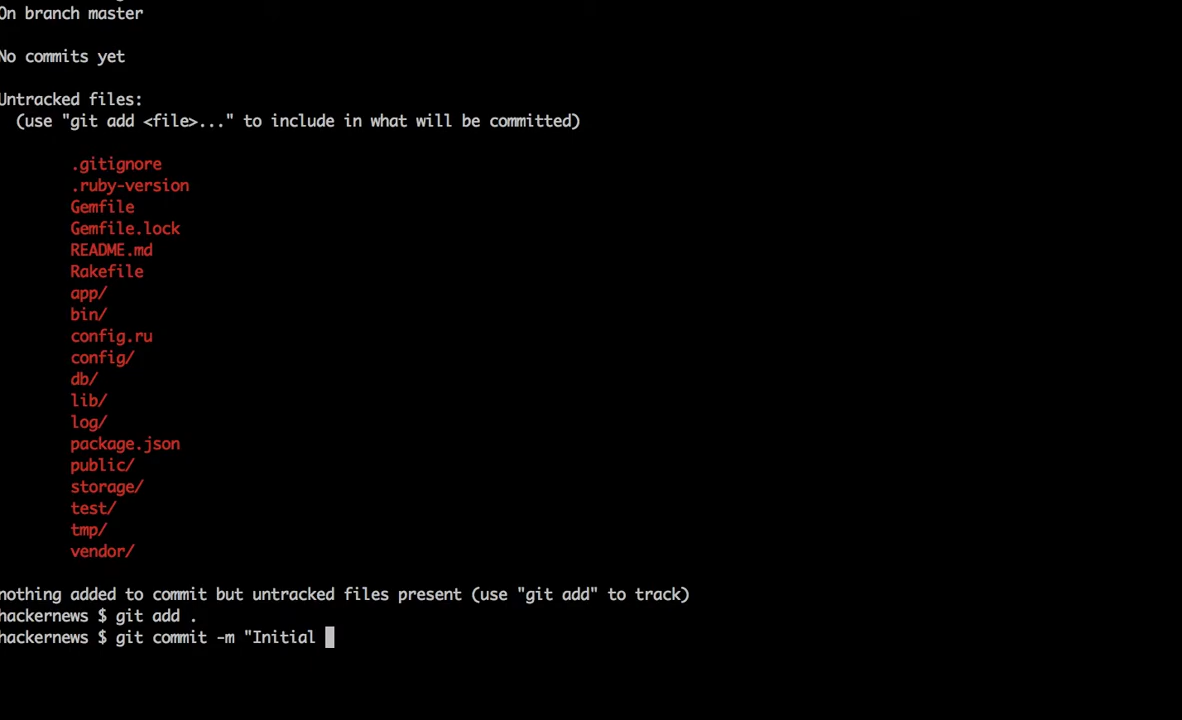 On branch master
No commits yet
Untracked files:
(use "git add <file>..." to include in what will be committed)
.gitignore
.ruby-version
Gemfile
Gemfile.lock
README.md
Rakefile
app/
bin/
config.ru
config/
db/
lib/
log/
package.json
public/
storage/
test/
tmp/
vendor/
nothing added to commit but untracked files present (use "git add" to track)
hackernews $ git add .
hackernews $ git commit -m "Initial